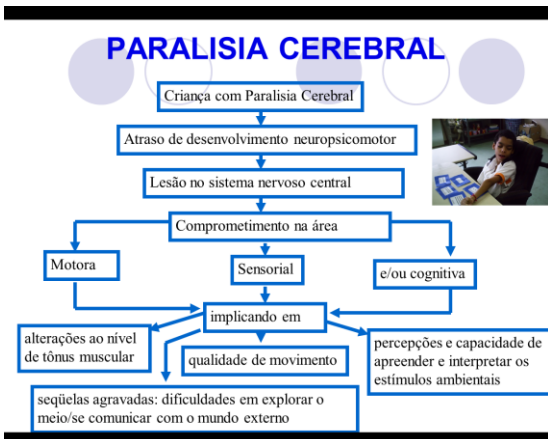 PARALISIA CEREBRAL
Criança com Paralisia Cerebral
Atraso de desenvolvimento neuropsicomotor
Lesão no sistema nervoso central
Comprometimento na área
Motora
Sensorial
e/ou cognitiva
implicando em
alterações ao nível
de tônus muscular
qualidade de movimento
percepções e capacidade de
apreender e interpretar os
estímulos ambientais
seqüelas agravadas: dificuldades em explorar o
meio/se comunicar com o mundo externo